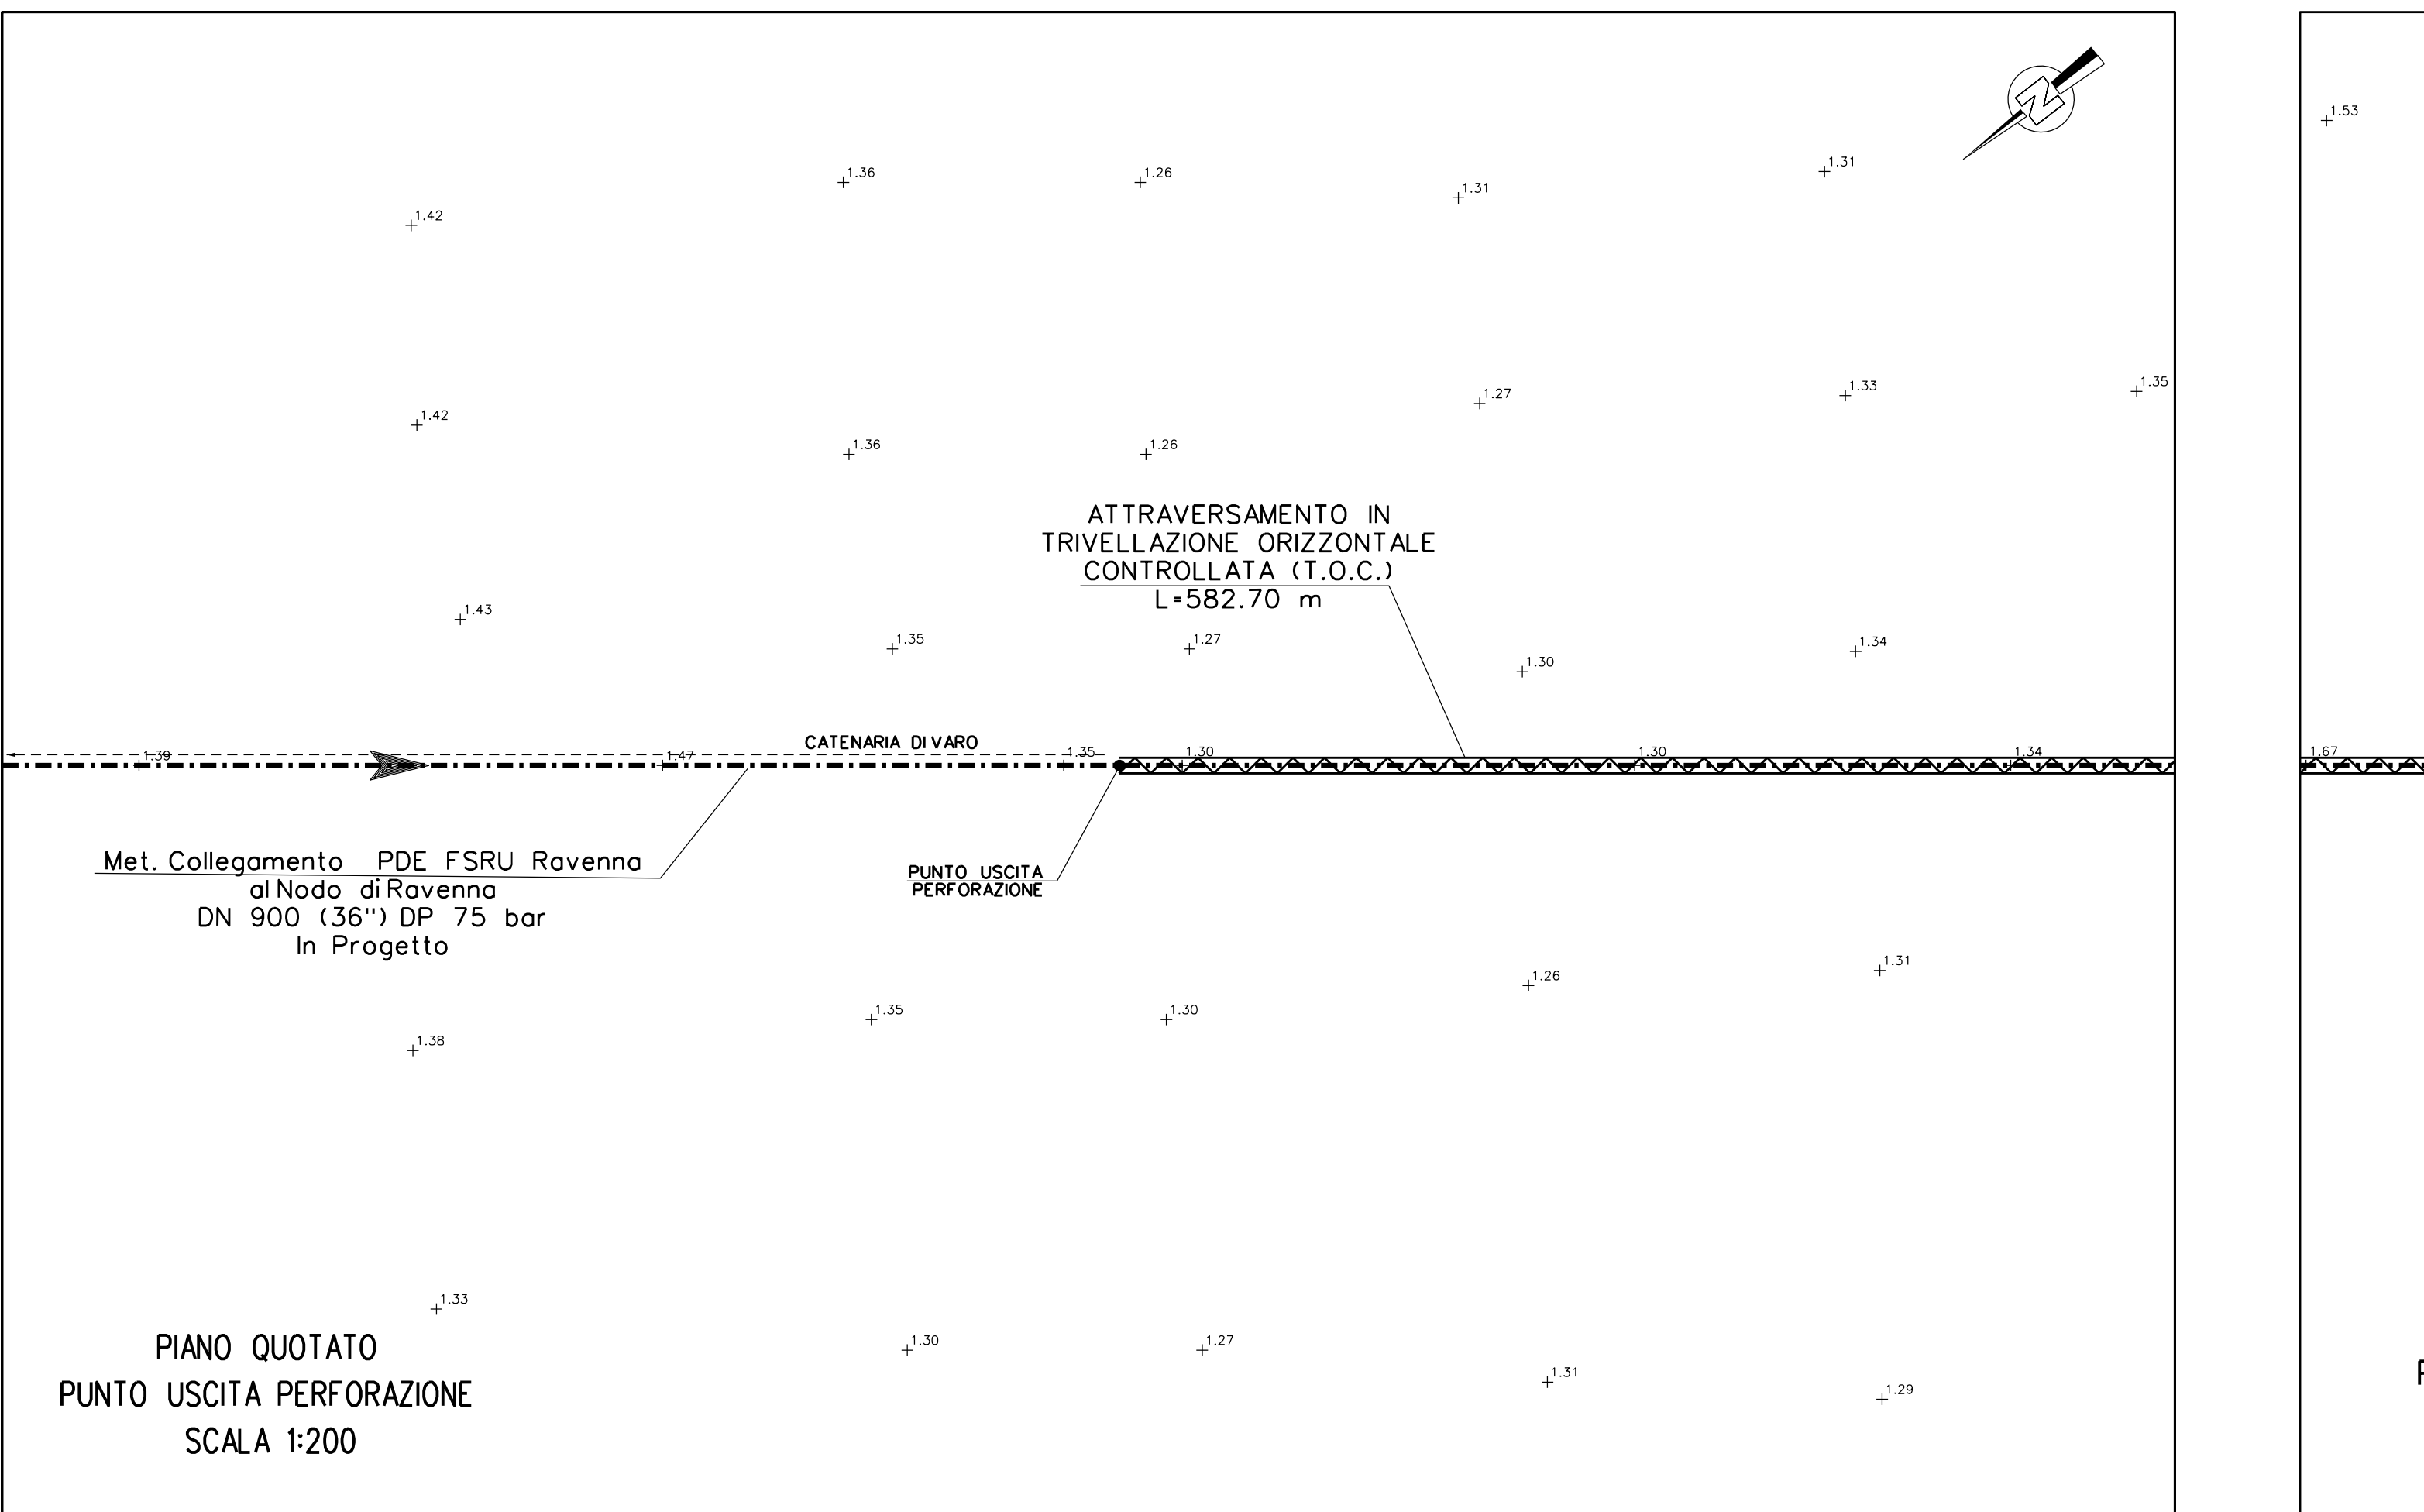 N
1.53
1.31
1.36
1.26
1.31
1.42
1.35
1.33
1.27
1.42
1.36
1.26
ATTRAVERSAMENTO IN
TRIVELLAZIONE ORIZZONTALE
CONTROLLATA (T.O.C.)
L=582.70 m
1.43
1.35
1.27
1.34
1.30
CATENARIA DI VARO
1.39
1.47
1.35
1.30
1.30
1.34
1.67
Met. Collegamento PDE FSRU Ravenna
al Nodo di Ravenna
DN 900 (36") DP 75 bar
In Progetto
PUNTO USCITA
PERFORAZIONE
1.31
1.26
1.35
1.30
1.38
1.33
1.30
1.27
1.31
1.29
PIANO QUOTATO
PUNTO USCITA PERFORAZIONE
SCALA 1:200